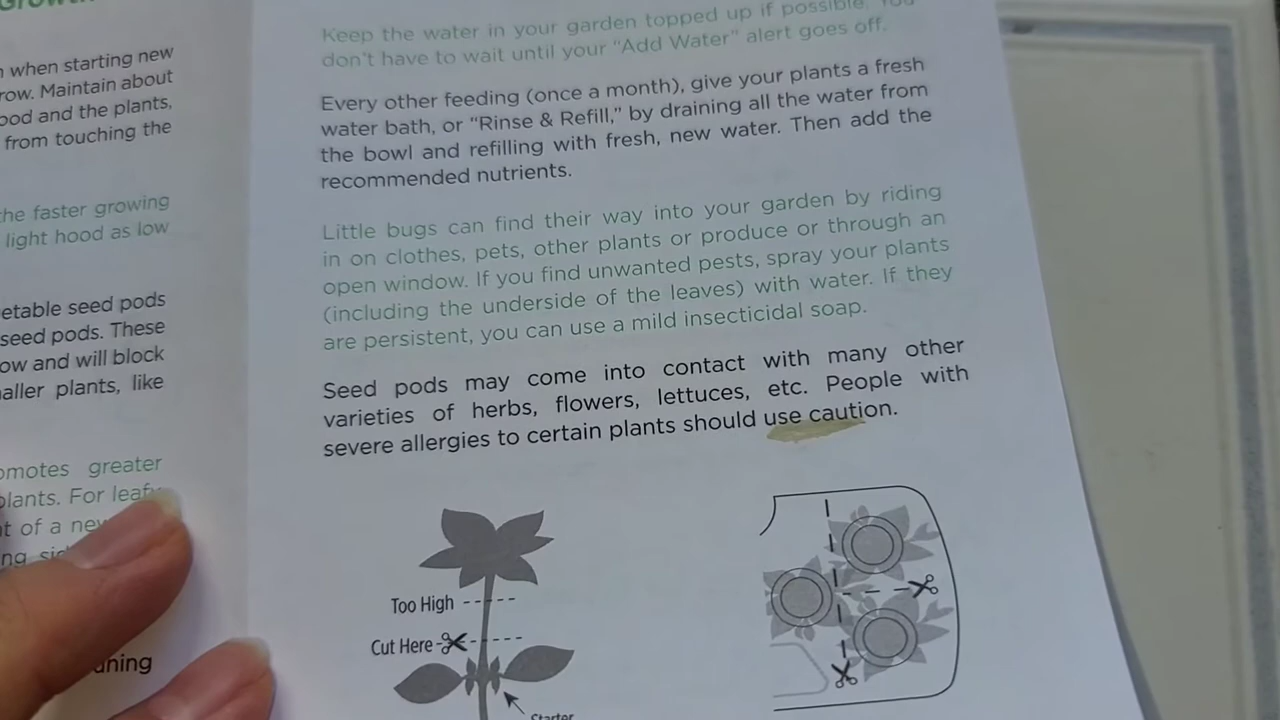 when starting new
row. Maintain about
ood and the plants,
from touching the
the faster growing
light hood as low
etable seed pods
seed pods. These
ow and will block
aller plants, like
omotes greater
plants. For leafy
t of a new
ng
Keep the water in your garden topped up if possible. You
don't have to wait until your "Add Water" alert goes off.
Every other feeding (once a month), give your plants a fresh
water bath, or "Rinse & Refill," by draining all the water from
the bowl and refilling with fresh, new water. Then add the
recommended nutrients.
Little bugs can find their way into your garden by riding
in on clothes, pets, other plants or produce or through an
open window. If you find unwanted pests, spray your plants
(including the underside of the leaves) with water. If they
are persistent, you can use a mild insecticidal soap.
Seed pods may come into contact with many other
varieties of herbs, flowers, lettuces, etc. People with
severe allergies to certain plants should use caution.
Too High
Cut Here
Starter